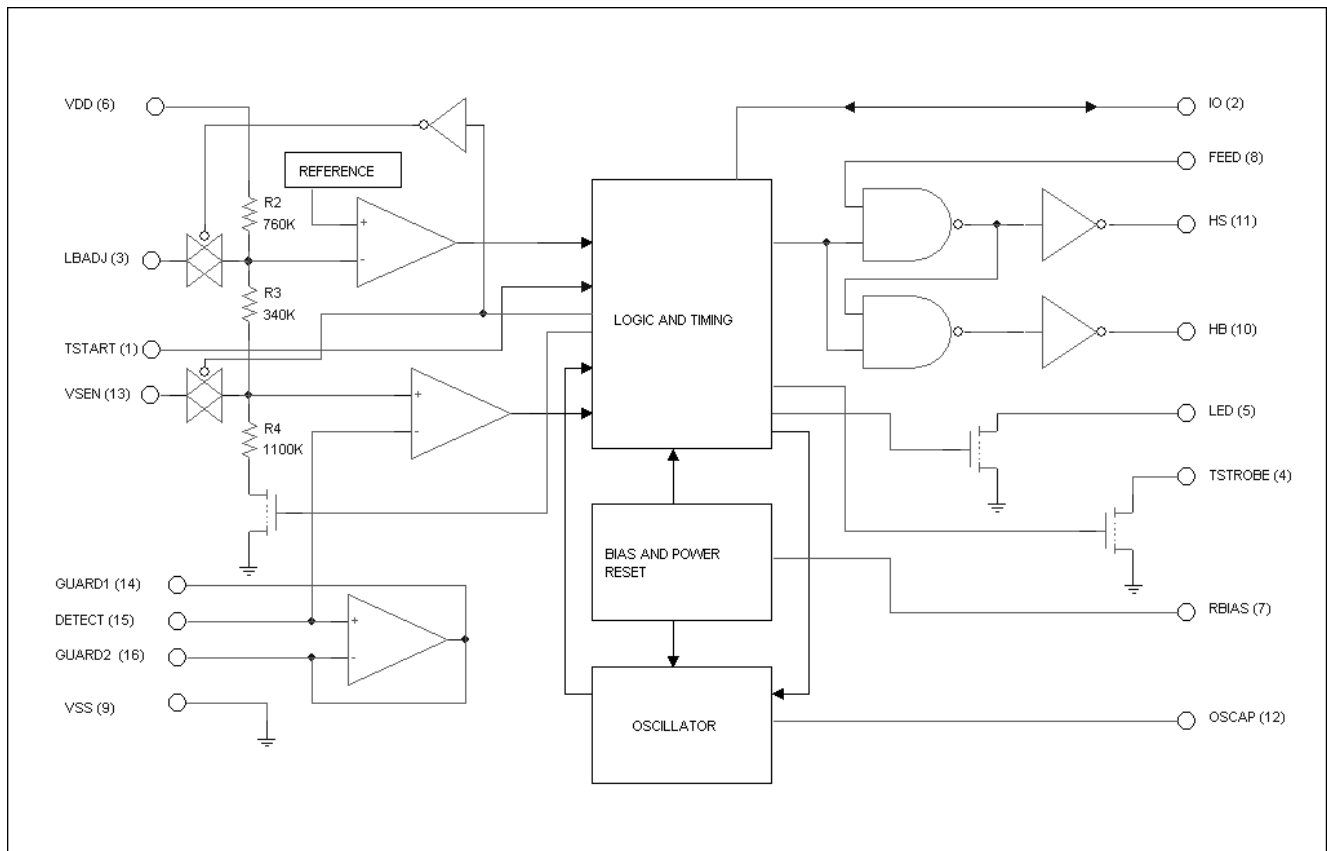 VDD (6)
IO (2)
FEED (8)
REFERENCE
R2
760K
+
-
HS (11)
LBADJ (3)
R3
340K
LOGIC AND TIMING
HB (10)
TSTART (1)
VSEN (13)
+
-
LED (5)
R4
1100K
TSTROBE (4)
BIAS AND POWER
RESET
GUARD1 (14)
DETECT (15)
+
RBIAS (7)
GUARD2 (16)
-
VSS (9)
OSCILLATOR
OSCAP (12)